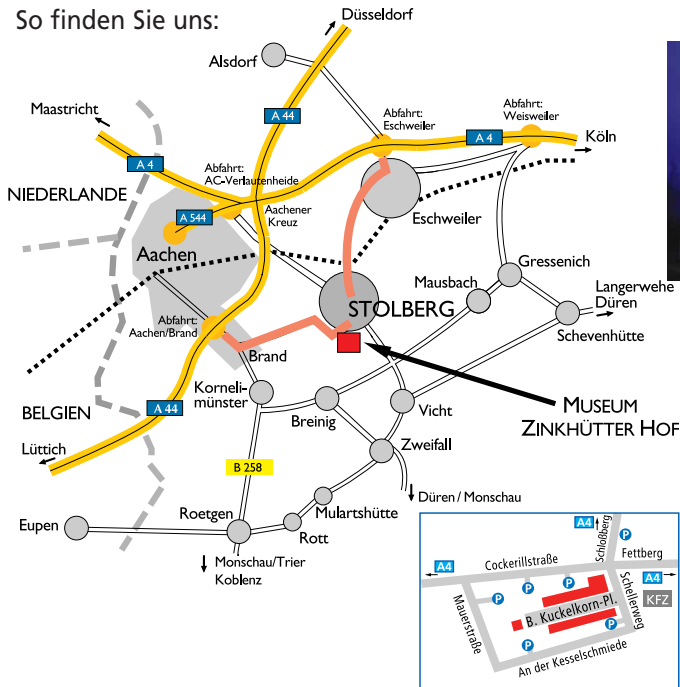 So finden Sie uns:
Düsseldorf
Alsdorf
Maastricht
A 44
Abfahrt:
Eschweiler
Abfahrt:
Weisweiler
A 4
Köln
A 4
Abfahrt:
AC-Verlautenheide
NIEDERLANDE
A 544
Aachener
Kreuz
Eschweiler
Aachen
Gressenich
Mausbach
Langerwehe
Düren
STOLBERG
Abfahrt:
Aachen/Brand
Schevenhütte
Brand
Korneli-
münster
BELGIEN
A 44
Breinig
Vicht
MUSEUM
ZINKHÜTTER HOF
Lüttich
Zweifall
B 258
Düren / Monschau
Mulartshütte
Eupen
Roetgen
Rott
Monschau/Trier
Koblenz
A4
Schloßberg
P
Fettberg
Cockerillstraße
A4
A4
P
P
P
KFZ
Schellerweg
Mauerstraße
P
B. Kuckelkorn-Pl.
P
P
An der Kesselschmiede